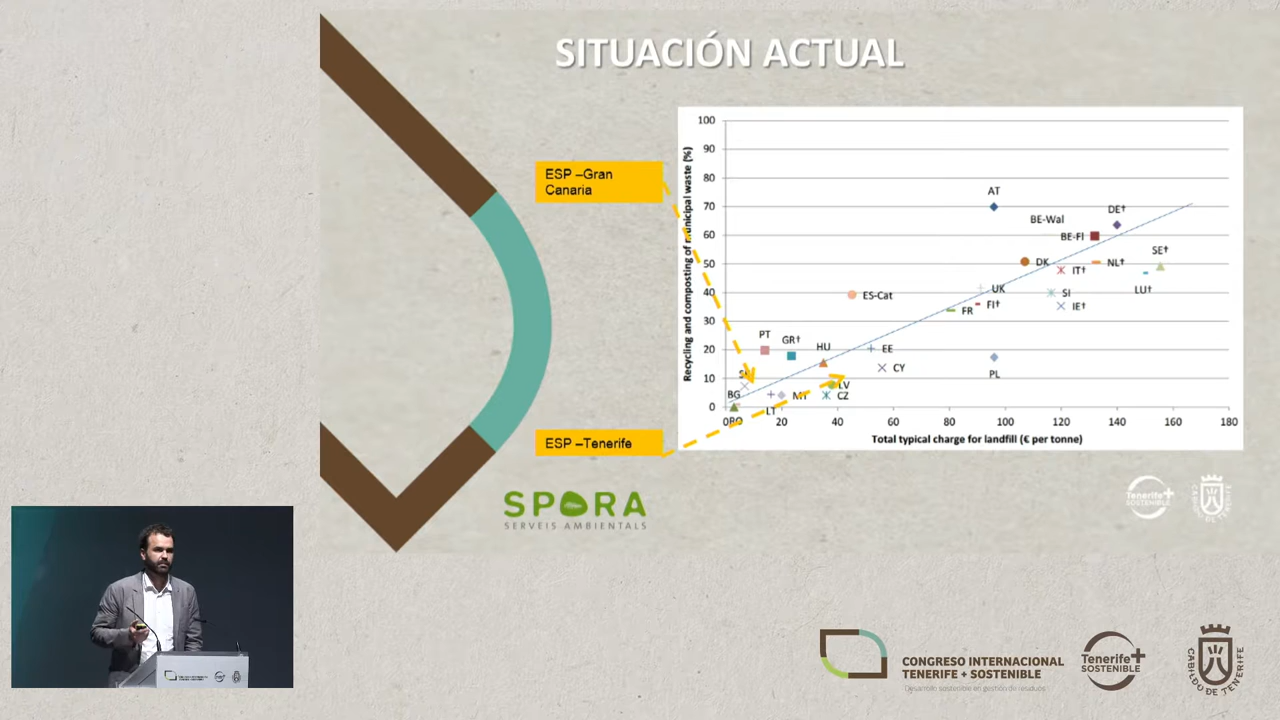 SITUACIÓN ACTUAL
ESP –Gran
Canaria
ESP –Tenerife
SPORA
SERVEIS AMBIENTALS
Recycling and composting of municipal waste (%)
100
90
80
70
60
50
40
30
20
10
0
AT
DE†
BE-Wal
BE-Fl
SE†
DK
IT†
NL†
LU†
UK
SI
ES-Cat
FI†
IE†
FR
PT
GR†
HU
EE
CY
PL
LV
BG
MT
CZ
LT
0RO 20 40 60 80 100 120 140 160 180
Total typical charge for landfill (€ per tonne)
Tenerife+
SOSTENIBLE
CABILDO DE TENERIFE
CONGRESO INTERNACIONAL
TENERIFE + SOSTENIBLE
Desarrollo sostenible en gestión de residuos
Tenerife+
SOSTENIBLE
CABILDO DE TENERIFE